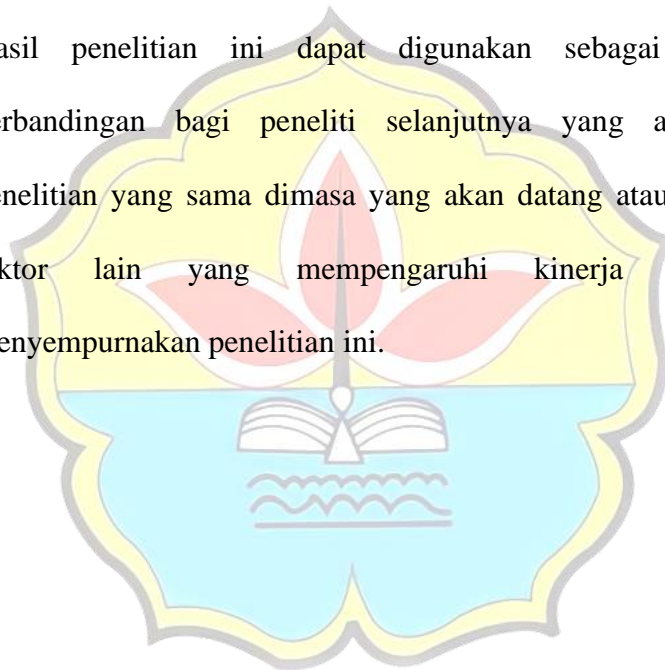 asil penelitian ini dapat digunakan sebagai
erbandingan bagi peneliti selanjutnya yang a
enelitian yang sama dimasa yang akan datang atau
ktor lain yang mempengaruhi kinerja
enyempurnakan penelitian ini.